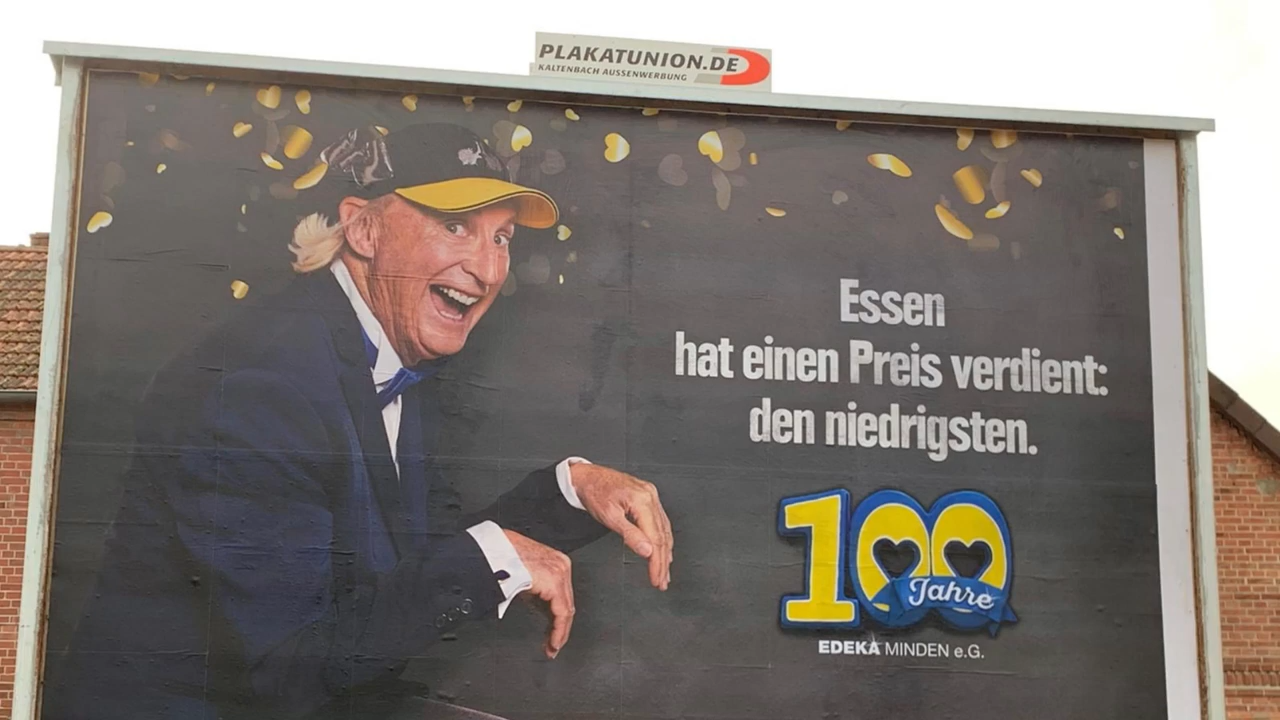 PLAKATUNION.DE
KALTENBACH AUSSENWERBUNG
Essen
hat einen Preis verdient:
den niedrigsten.
100
Jahre
EDEKA MINDEN e.G.